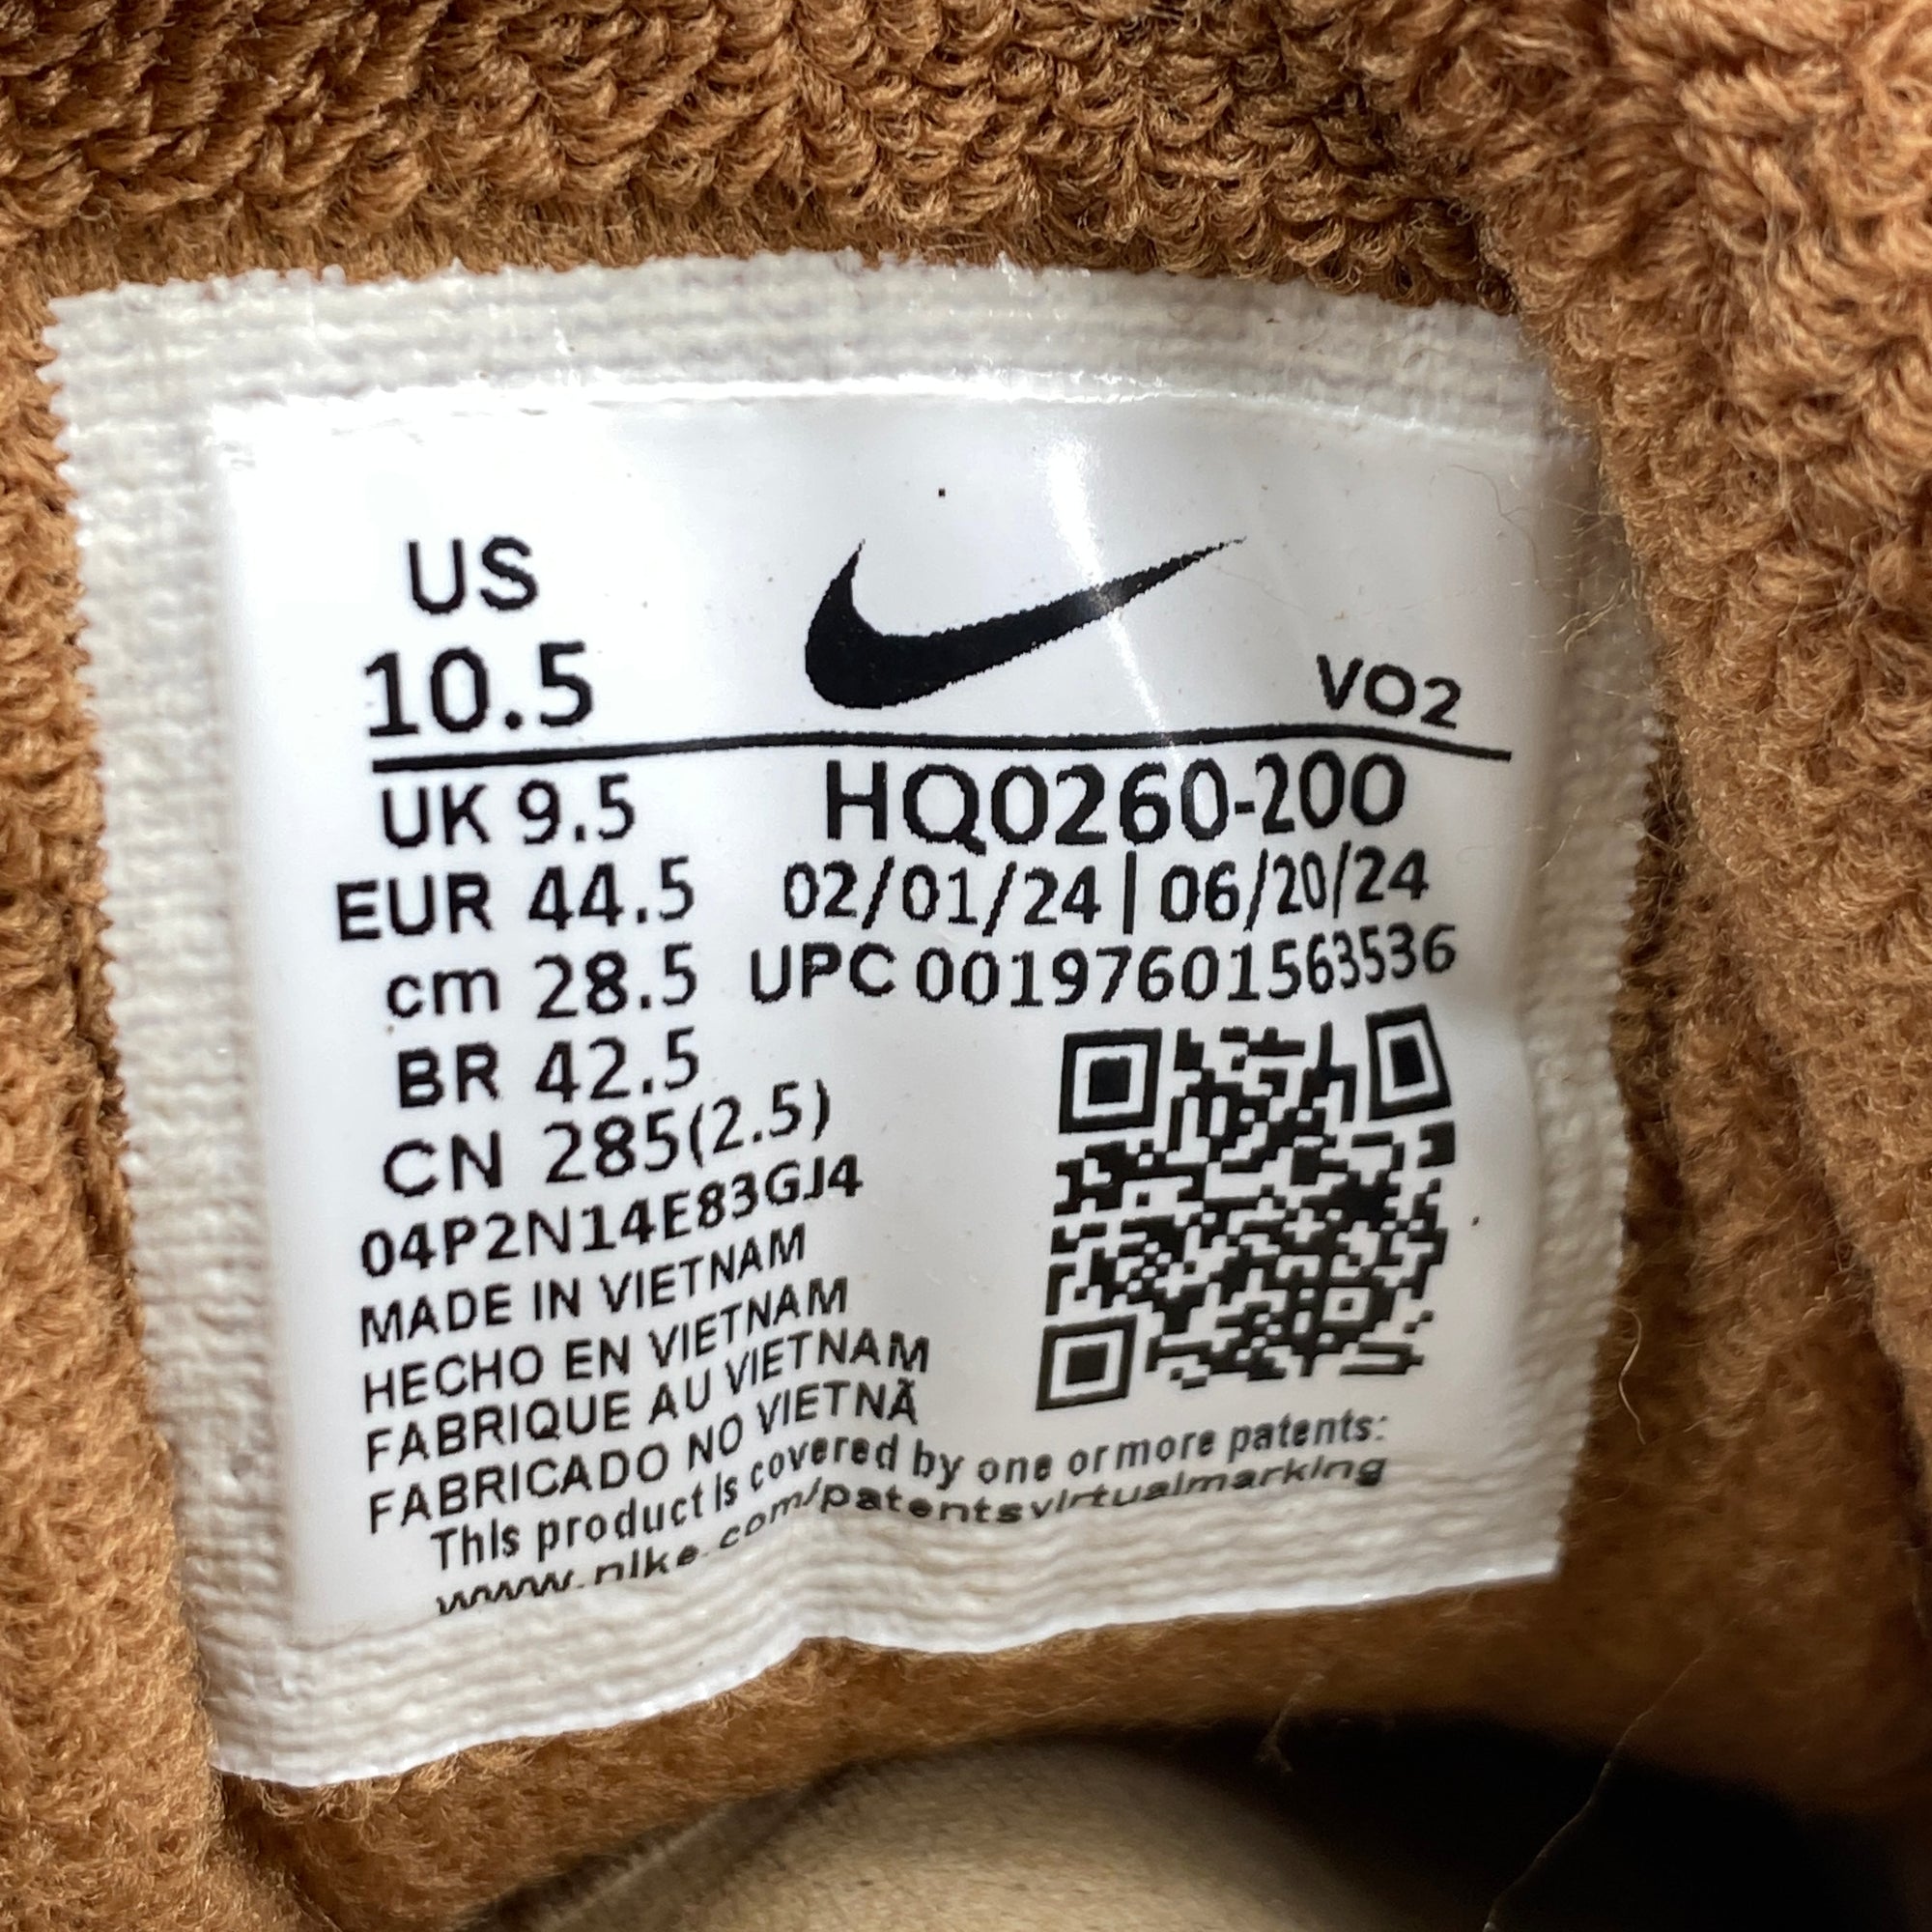 US
10.5
VO2
UK 9.5
HQ0260-200
EUR 44.5
02/01/24 | 06/20/24
cm 28.5
UPC 00197601563536
BR 42.5
CN 285(2.5)
04P2N14E83GJ4
MADE IN VIETNAM
HECHO EN VIETNAM
FABRIQUE AU VIETNAM
FABRICADO NO VIETNÃ
This product is covered by one or more patents:
www.nike.com/patentsvirtualmarking